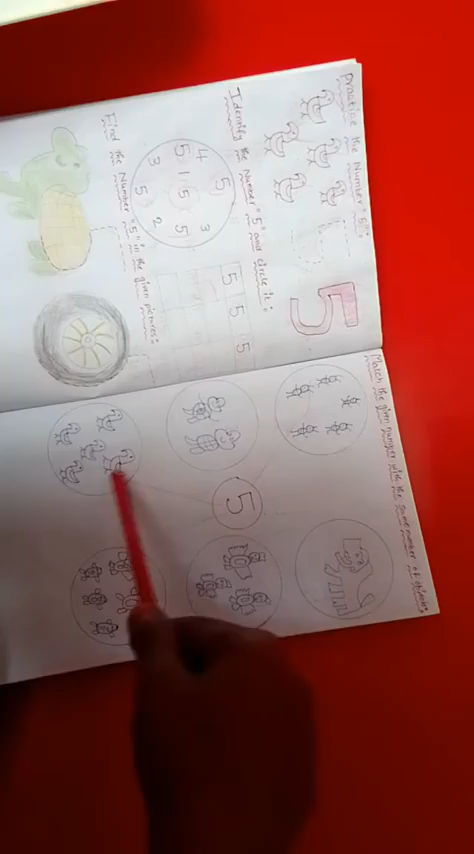 Practice the Number "5":
5
Identify the Number "5" and circle it:
4 5
5 1 5 3
3 5 5
5 2
5 5 5
Find the Number "5" in the given pictures:
Match the given number with the same number of objects:
5